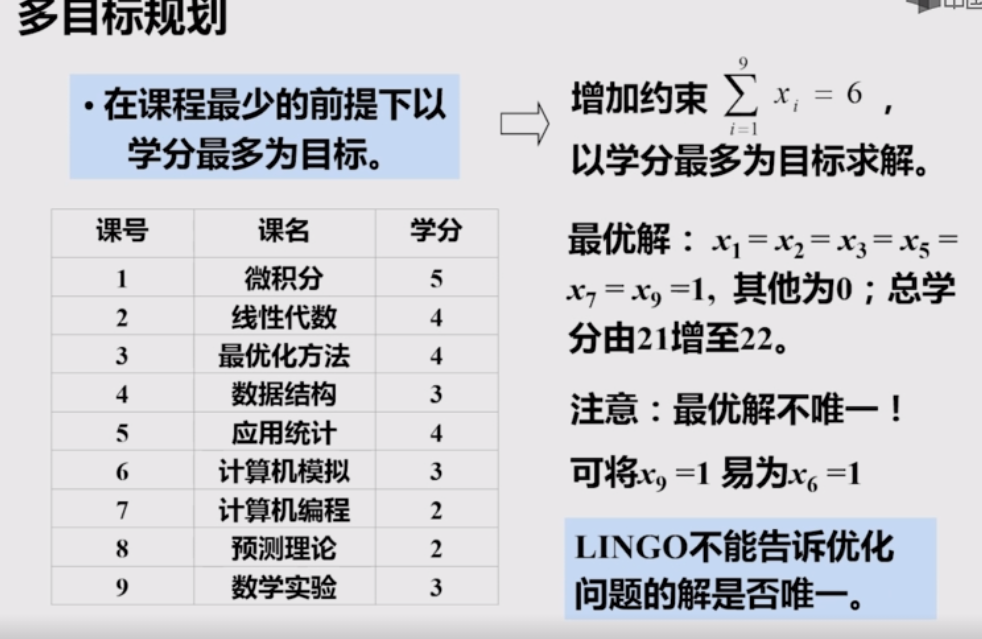 多目标规划
• 在课程最少的前提下以
学分最多为目标。
课号 课名 学分
1 微积分 5
2 线性代数 4
3 最优化方法 4
4 数据结构 3
5 应用统计 4
6 计算机模拟 3
7 计算机编程 2
8 预测理论 2
9 数学实验 3
增加约束 ∑_{i=1}^{9} x_i = 6 ，
以学分最多为目标求解。
最优解： x₁ = x₂ = x₃ = x₅ =
x₇ = x₉ =1, 其他为0；总学
分由21增至22。
注意：最优解不唯一！
可将x₉ =1 易为x₆ =1
LINGO不能告诉优化
问题的解是否唯一。